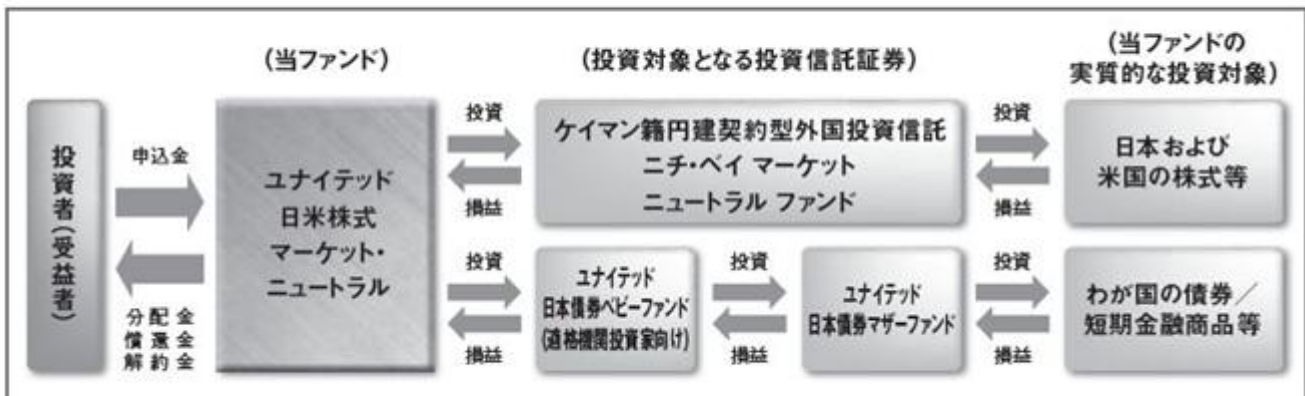 (当ファンド)
(投資対象となる投資信託証券)
(当ファンドの
実質的な投資対象)
投資者(受益者)
申込金
分配金
償還金
解約金
ユナイテッド
日米株式
マーケット・
ニュートラル
投資
損益
ケイマン籍円建契約型外国投資信託
ニチ・ベイ マーケット
ニュートラル ファンド
投資
損益
日本および
米国の株式等
投資
損益
ユナイテッド
日本債券ベビーファンド
(適格機関投資家向け)
投資
損益
ユナイテッド
日本債券マザーファンド
投資
損益
わが国の債券／
短期金融商品等